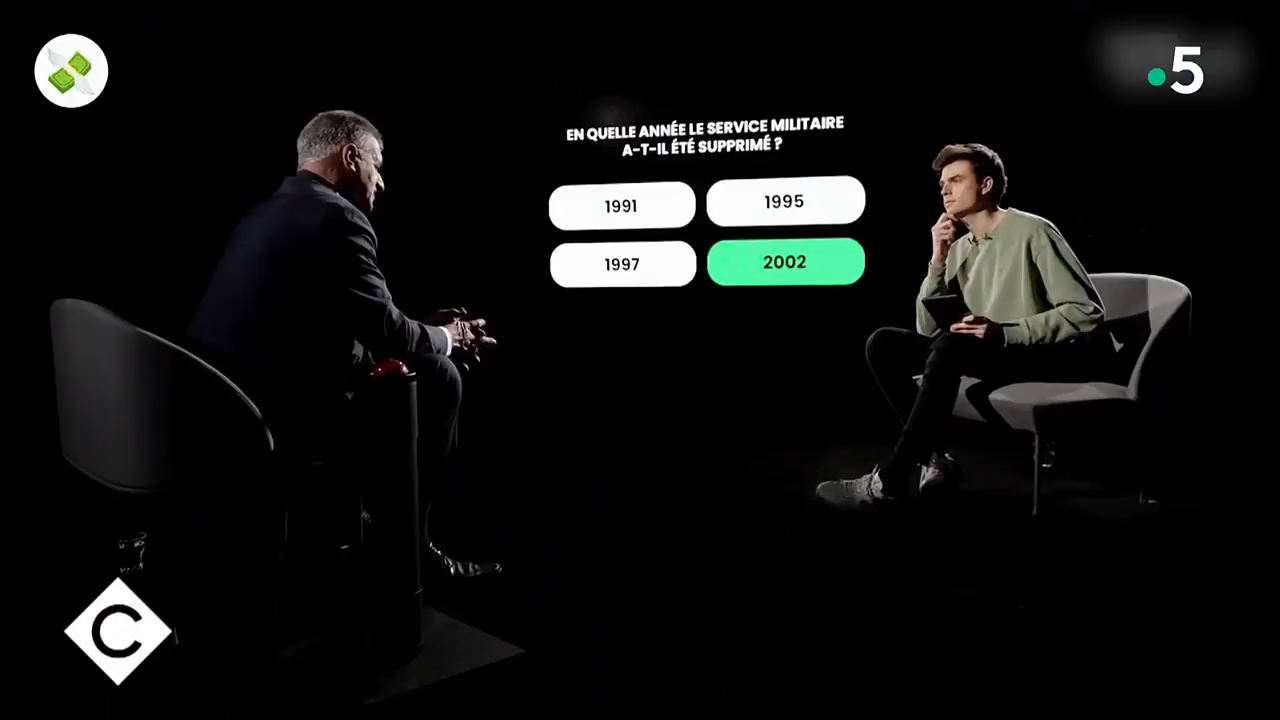 5
EN QUELLE ANNÉE LE SERVICE MILITAIRE
A-T-IL ÉTÉ SUPPRIMÉ ?
1991
1995
1997
2002
C